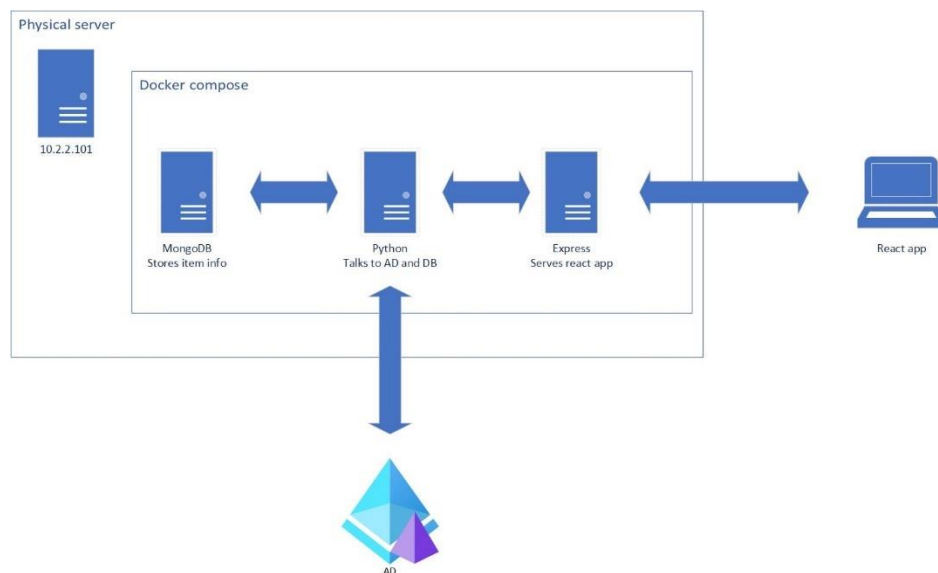 Physical server
10.2.2.101
Docker compose
MongoDB
Stores item info
Python
Talks to AD and DB
Express
Serves react app
React app
AD